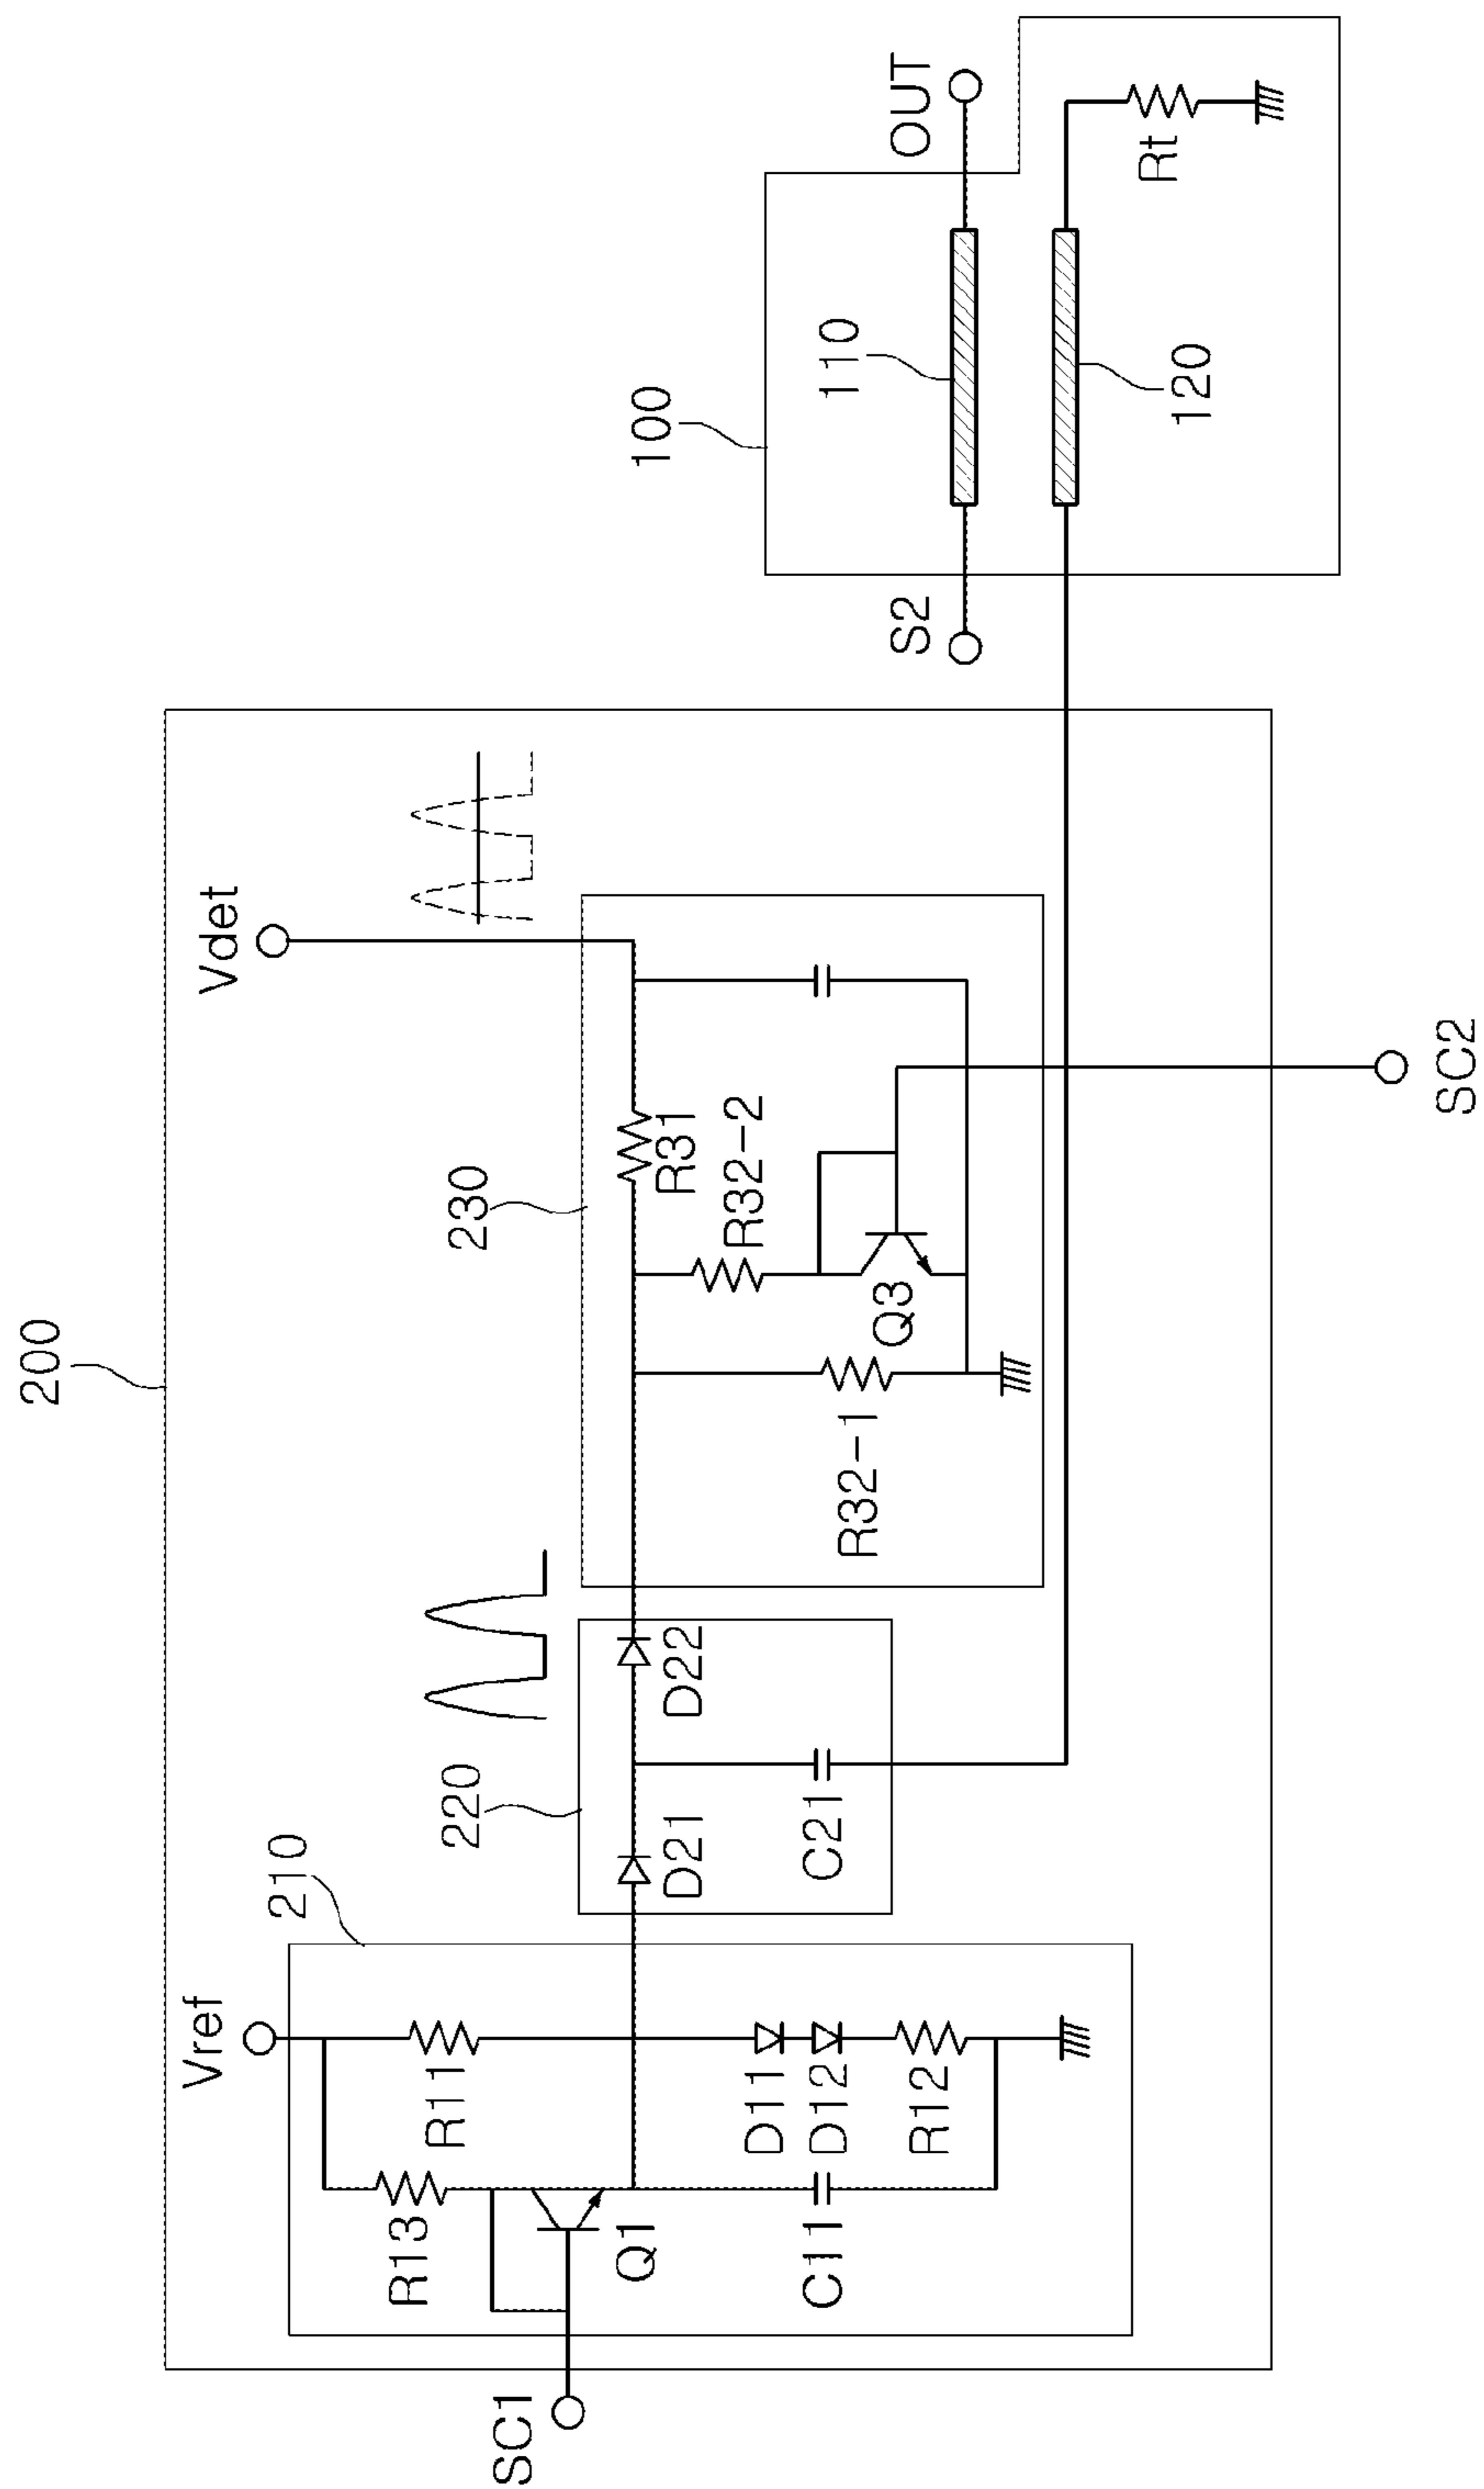 200
Vref
Vdet
210
220
230
100
OUT
S2
110
120
Rt
SC1
R13
R11
Q1
C11
D11
D12
R12
D21
D22
C21
R31
R32-2
R32-1
Q3
SC2